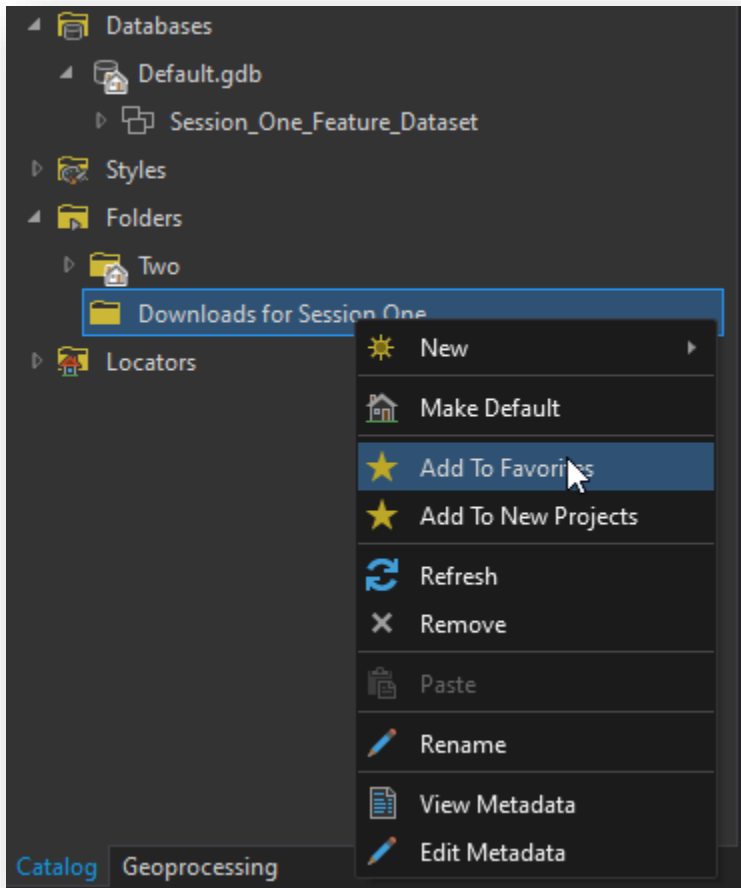 Databases
Default.gdb
Session_One_Feature_Dataset
Styles
Folders
Two
Downloads for Session One
Locators
New
Make Default
Add To Favorites
Add To New Projects
Refresh
Remove
Paste
Rename
View Metadata
Edit Metadata
Catalog Geoprocessing